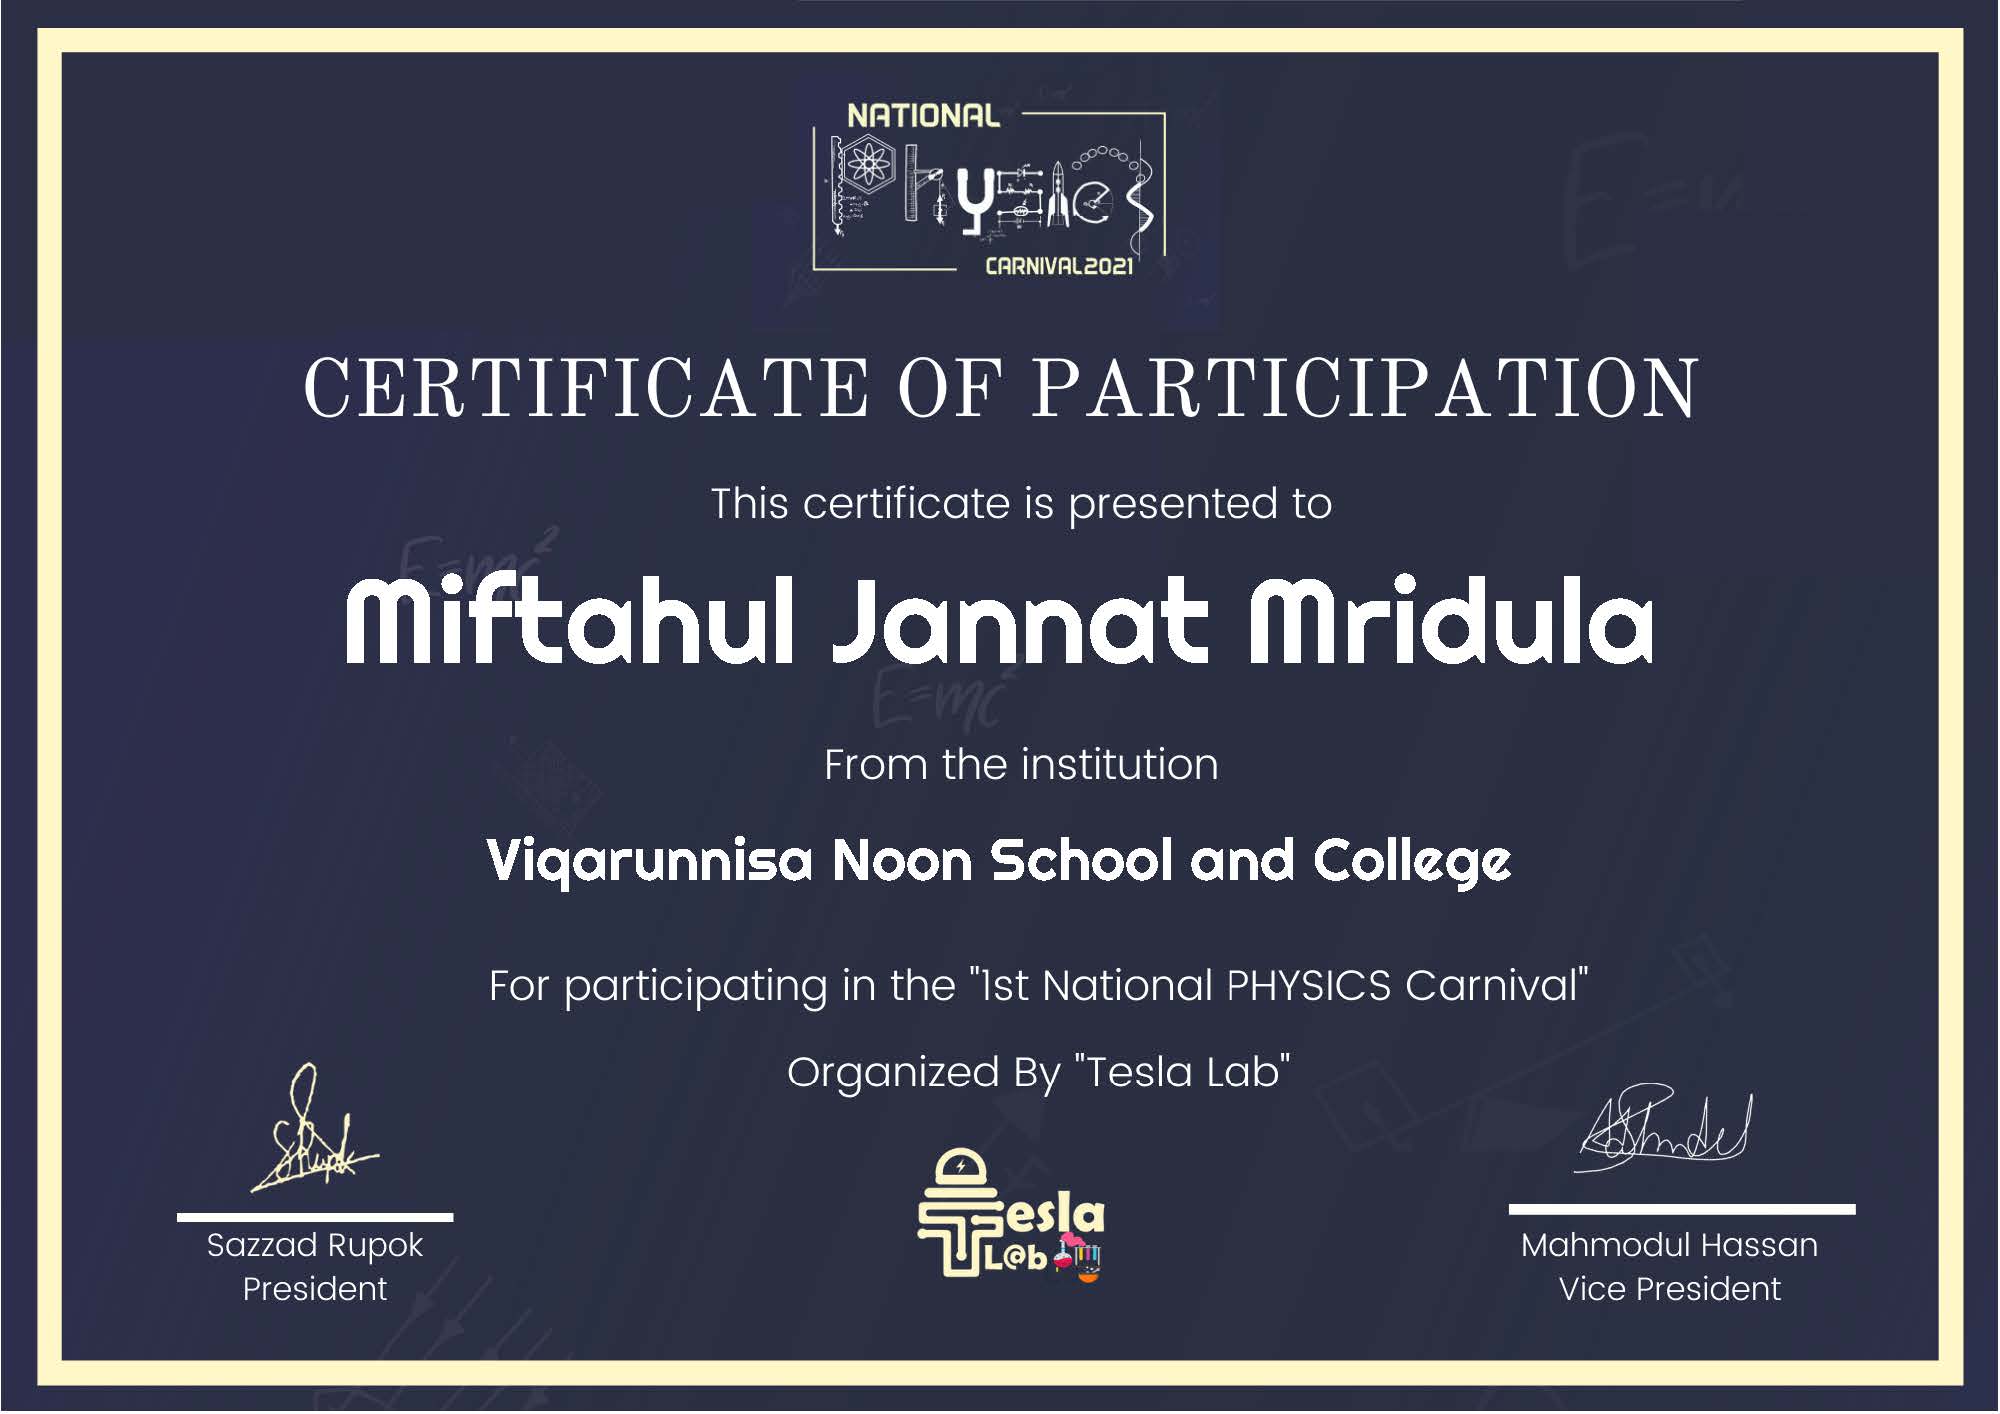 NATIONAL
Physics
CARNIVAL2021
CERTIFICATE OF PARTICIPATION
This certificate is presented to
E=mc²
Miftahul Jannat Mridula
E=mc²
From the institution
Viqarunnisa Noon School and College
For participating in the "1st National PHYSICS Carnival"
Organized By "Tesla Lab"
Tesla
L@b
Sazzad Rupok
President
Mahmodul Hassan
Vice President